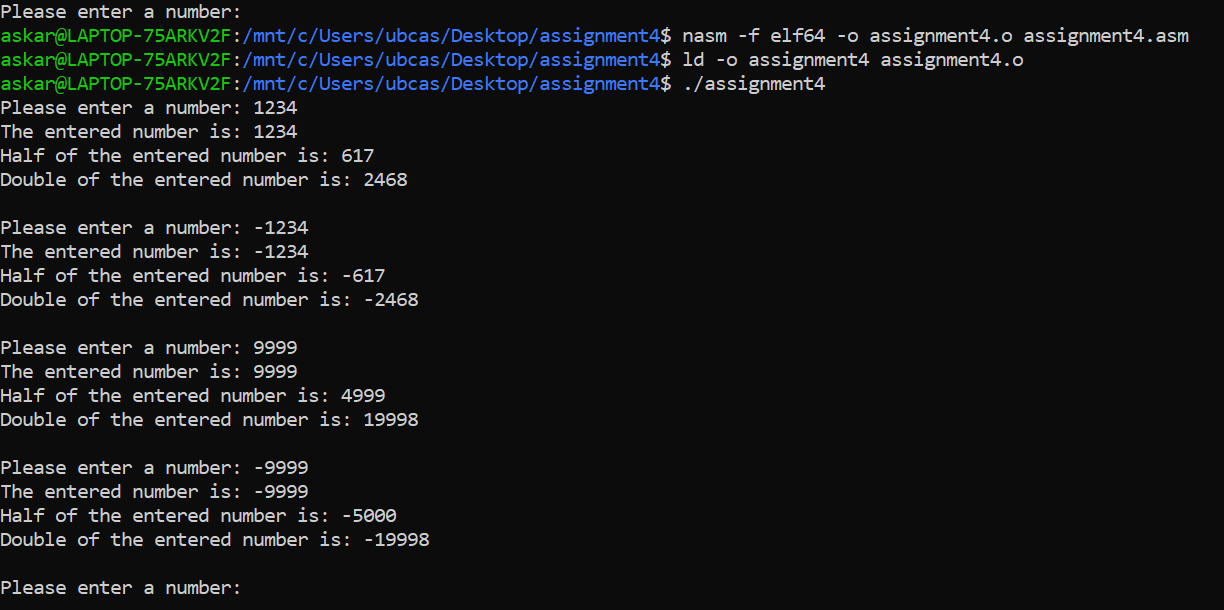 Please enter a number:
askar@LAPTOP-75ARKV2F:/mnt/c/Users/ubcas/Desktop/assignment4$ nasm -f elf64 -o assignment4.o assignment4.asm
askar@LAPTOP-75ARKV2F:/mnt/c/Users/ubcas/Desktop/assignment4$ ld -o assignment4 assignment4.o
askar@LAPTOP-75ARKV2F:/mnt/c/Users/ubcas/Desktop/assignment4$ ./assignment4
Please enter a number: 1234
The entered number is: 1234
Half of the entered number is: 617
Double of the entered number is: 2468

Please enter a number: -1234
The entered number is: -1234
Half of the entered number is: -617
Double of the entered number is: -2468

Please enter a number: 9999
The entered number is: 9999
Half of the entered number is: 4999
Double of the entered number is: 19998

Please enter a number: -9999
The entered number is: -9999
Half of the entered number is: -5000
Double of the entered number is: -19998

Please enter a number: